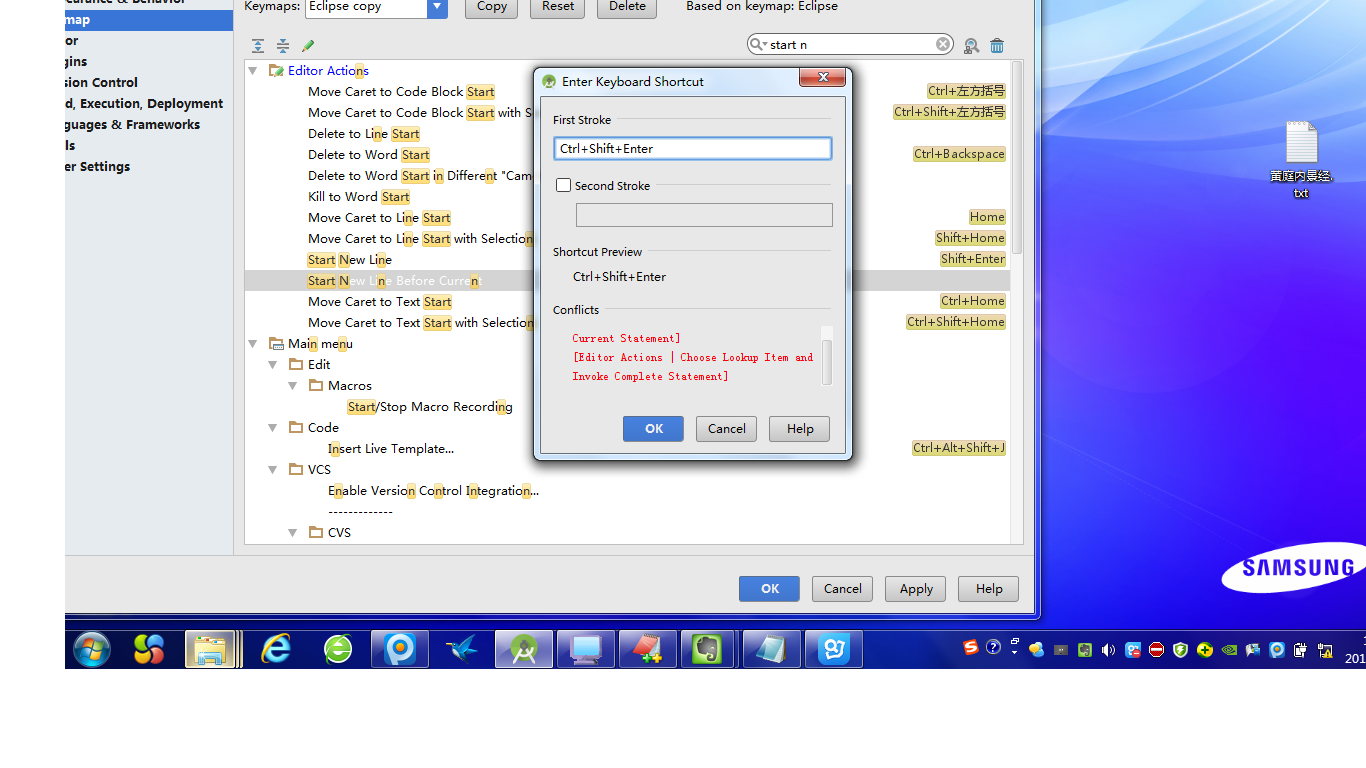 Keymaps: Eclipse copy Copy Reset Delete Based on keymap: Eclipse
start n
map
or
gins
sion Control
d, Execution, Deployment
guages & Frameworks
ls
er Settings
Editor Actions
Move Caret to Code Block Start Ctrl+左方括号
Move Caret to Code Block Start with S Ctrl+Shift+左方括号
Delete to Line Start
Delete to Word Start Ctrl+Backspace
Delete to Word Start in Different "Cam
Kill to Word Start
Move Caret to Line Start Home
Move Caret to Line Start with Selection Shift+Home
Start New Line Shift+Enter
Start New Line Before Current
Move Caret to Text Start Ctrl+Home
Move Caret to Text Start with Selection Ctrl+Shift+Home
Main menu
Edit
Macros
Start/Stop Macro Recording
Code
Insert Live Template... Ctrl+Alt+Shift+J
VCS
Enable Version Control Integration...
-------------
CVS
OK Cancel Apply Help
Enter Keyboard Shortcut
First Stroke
Ctrl+Shift+Enter
Second Stroke
Shortcut Preview
Ctrl+Shift+Enter
Conflicts
Current Statement]
[Editor Actions | Choose Lookup Item and
Invoke Complete Statement]
OK Cancel Help
黄庭内景经.
txt
SAMSUNG
201